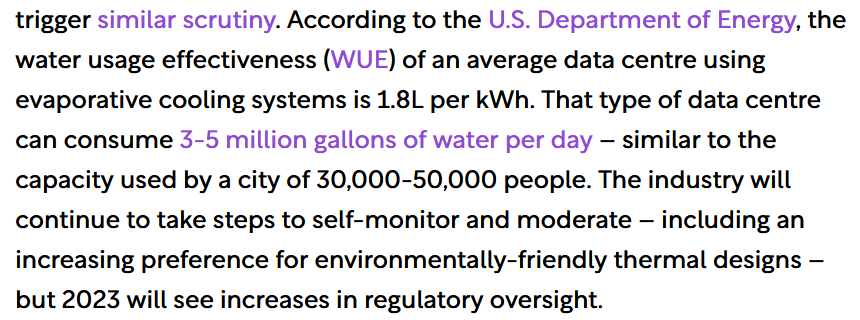 trigger similar scrutiny. According to the U.S. Department of Energy, the
water usage effectiveness (WUE) of an average data centre using
evaporative cooling systems is 1.8L per kWh. That type of data centre
can consume 3-5 million gallons of water per day – similar to the
capacity used by a city of 30,000-50,000 people. The industry will
continue to take steps to self-monitor and moderate – including an
increasing preference for environmentally-friendly thermal designs –
but 2023 will see increases in regulatory oversight.